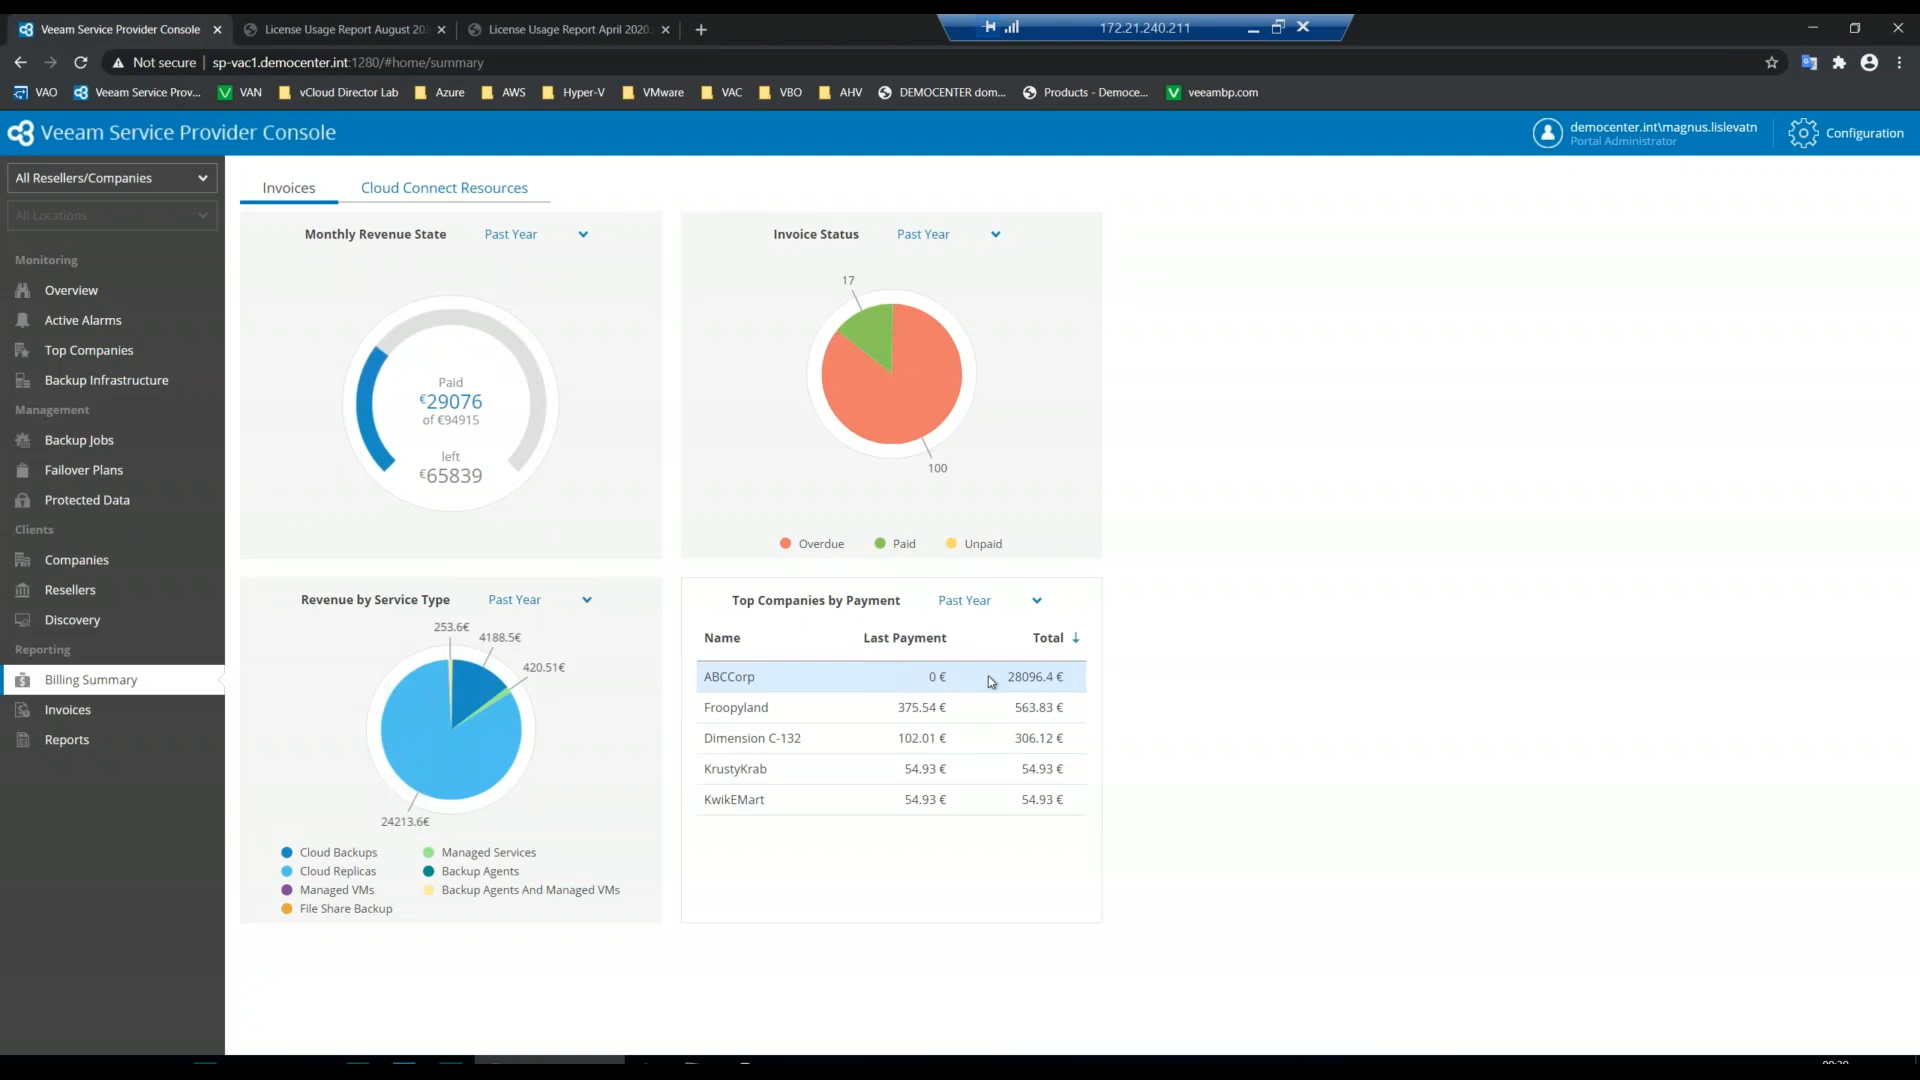 Veeam Service Provider Console
License Usage Report August 202
License Usage Report April 2020
172.21.240.211
Not secure
sp-vac1.democenter.int:1280/#home/summary
VAO
Veeam Service Prov...
VAN
vCloud Director Lab
Azure
AWS
Hyper-V
VMware
VAC
VBO
AHV
DEMOCENTER dom...
Products - Democe...
veeambp.com
Veeam Service Provider Console
democenter.int\magnus.lislevatn
Portal Administrator
Configuration
All Resellers/Companies
All Locations
Monitoring
Overview
Active Alarms
Top Companies
Backup Infrastructure
Management
Backup Jobs
Failover Plans
Protected Data
Clients
Companies
Resellers
Discovery
Reporting
Billing Summary
Invoices
Reports
Invoices
Cloud Connect Resources
Monthly Revenue State
Past Year
Paid
€29076
of €94915
left
€65839
Invoice Status
Past Year
17
100
Overdue
Paid
Unpaid
Revenue by Service Type
Past Year
253.6€
4188.5€
420.51€
24213.6€
Cloud Backups
Managed Services
Cloud Replicas
Backup Agents
Managed VMs
Backup Agents And Managed VMs
File Share Backup
Top Companies by Payment
Past Year
Name Last Payment Total
ABCCorp 0 € 28096.4 €
Froopyland 375.54 € 563.83 €
Dimension C-132 102.01 € 306.12 €
KrustyKrab 54.93 € 54.93 €
KwikEMart 54.93 € 54.93 €